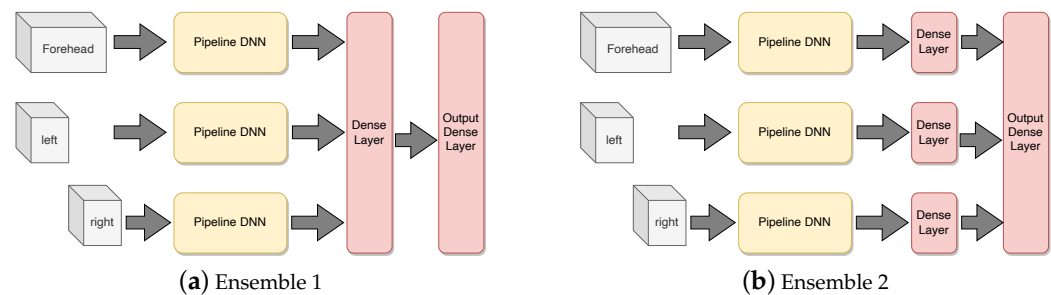 Forehead
Pipeline DNN
left
Pipeline DNN
right
Pipeline DNN
Dense
Layer
Output
Dense
Layer
(a) Ensemble 1
Forehead
Pipeline DNN
Dense
Layer
left
Pipeline DNN
Dense
Layer
right
Pipeline DNN
Dense
Layer
Output
Dense
Layer
(b) Ensemble 2